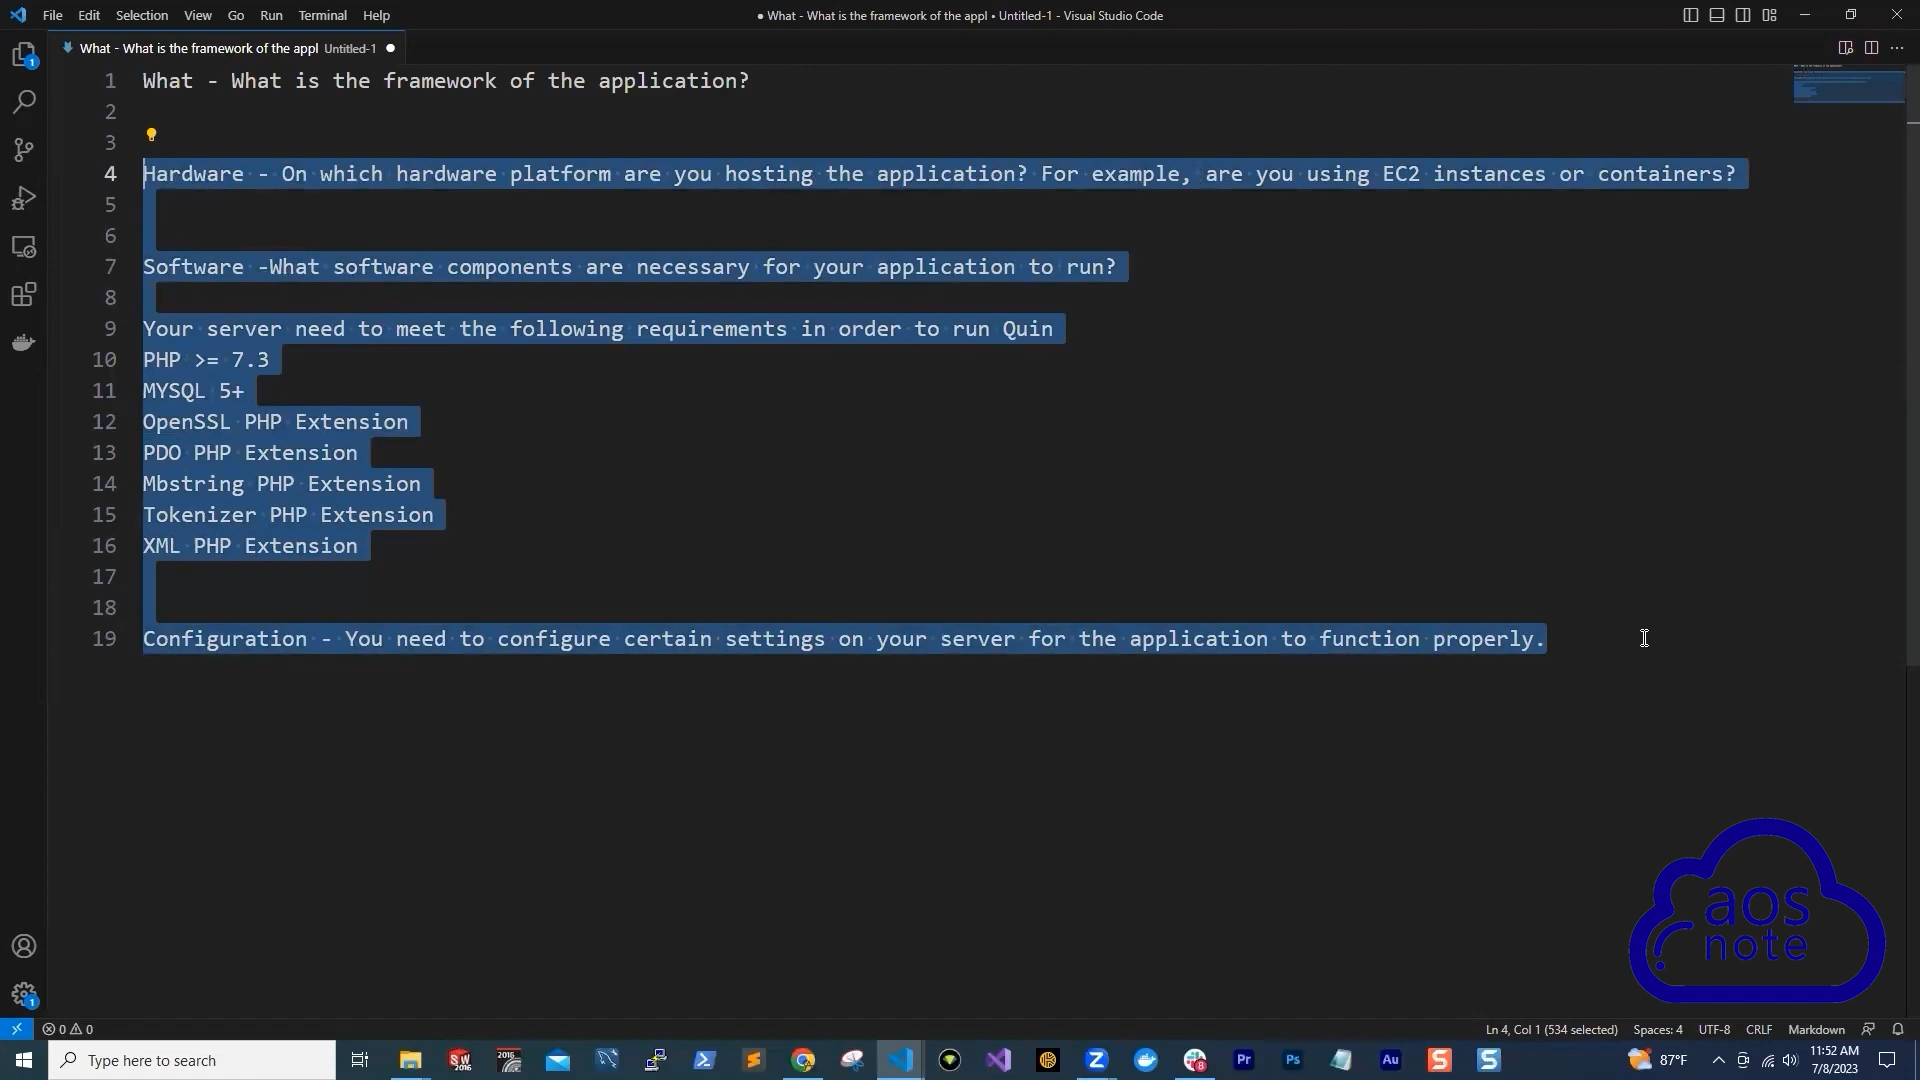 File Edit Selection View Go Run Terminal Help
● What - What is the framework of the appl • Untitled-1 - Visual Studio Code
What - What is the framework of the appl Untitled-1 ●
1 What - What is the framework of the application?
2
3
4 Hardware - On which hardware platform are you hosting the application? For example, are you using EC2 instances or containers?
5
6
7 Software -What software components are necessary for your application to run?
8
9 Your server need to meet the following requirements in order to run Quin
10 PHP >= 7.3
11 MYSQL 5+
12 OpenSSL PHP Extension
13 PDO PHP Extension
14 Mbstring PHP Extension
15 Tokenizer PHP Extension
16 XML PHP Extension
17
18
19 Configuration - You need to configure certain settings on your server for the application to function properly.
aos
note
0 0
Ln 4, Col 1 (534 selected) Spaces: 4 UTF-8 CRLF Markdown
Type here to search
87°F
11:52 AM
7/8/2023